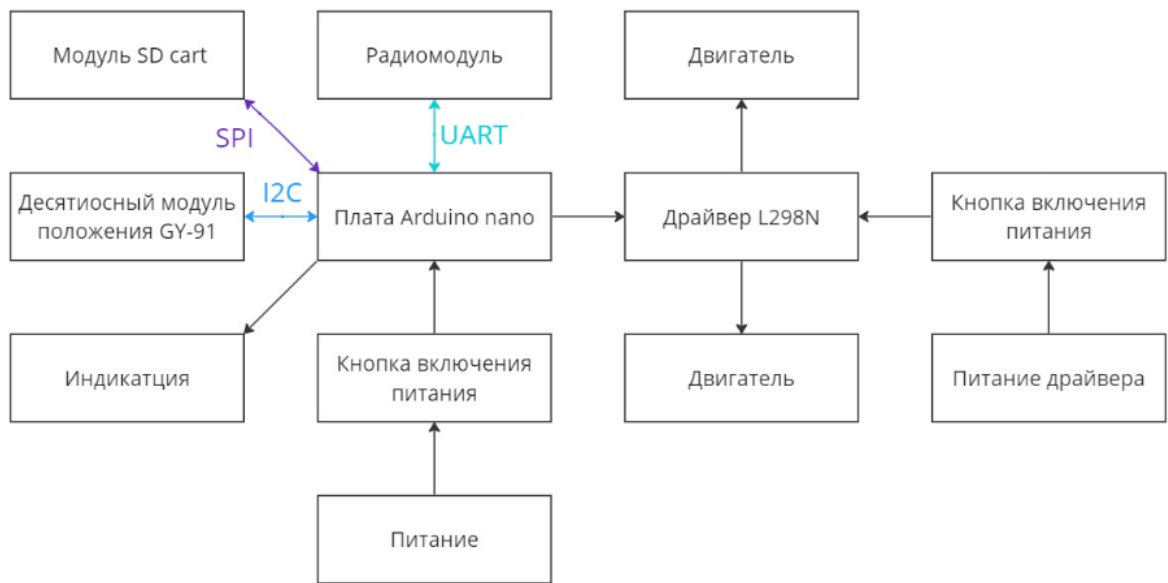 Модуль SD cart
Радиомодуль
Двигатель
SPI
UART
Десятиосный модуль
положения GY-91
I2C
Плата Arduino nano
Драйвер L298N
Кнопка включения
питания
Индикатция
Кнопка включения
питания
Двигатель
Питание драйвера
Питание